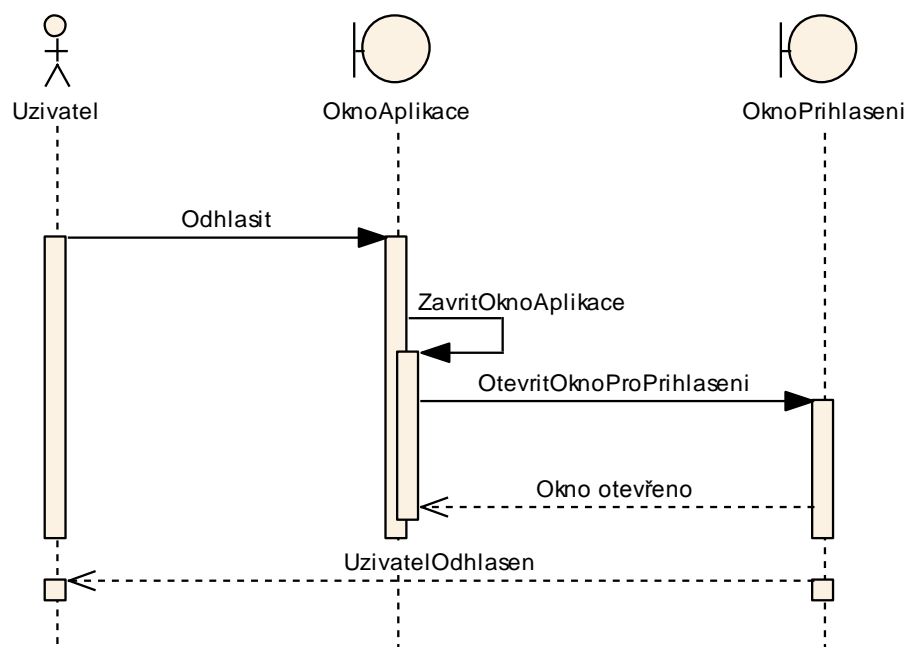 Uzivatel
OknoAplikace
OknoPrihlaseni
Odhlasit
ZavritOknoAplikace
OtevritOknoProPrihlaseni
Okno otevřeno
UzivatelOdhlasen